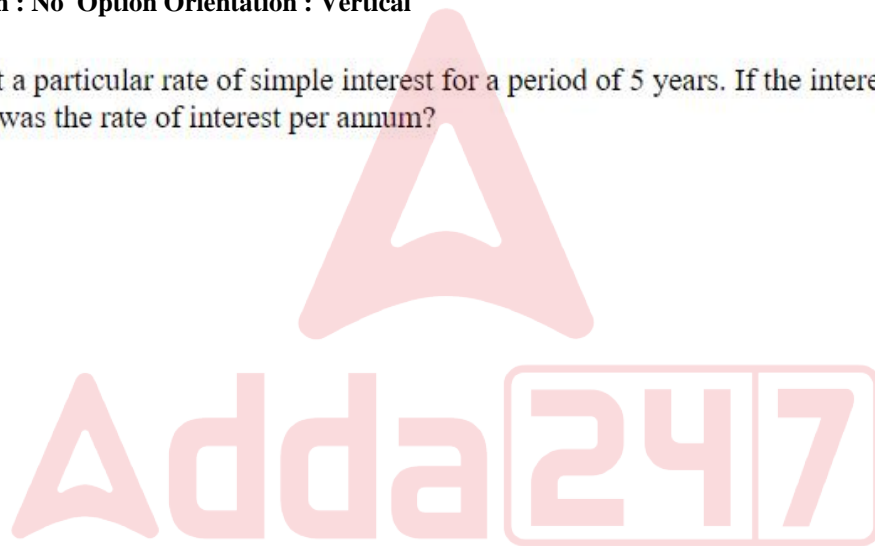 : No Option Orientation : Vertical
a particular rate of simple interest for a period of 5 years. If the
was the rate of interest per annum?
Adda247